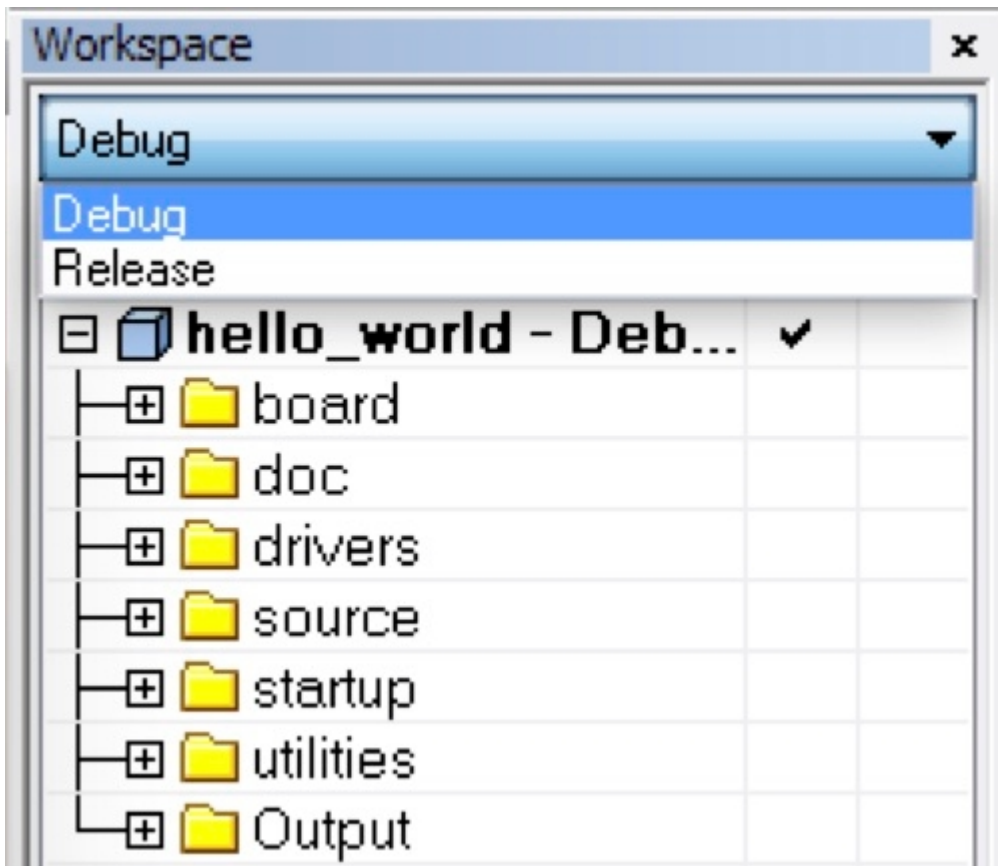 Workspace
Debug
Debug
Release
hello_world - Deb...
board
doc
drivers
source
startup
utilities
Output